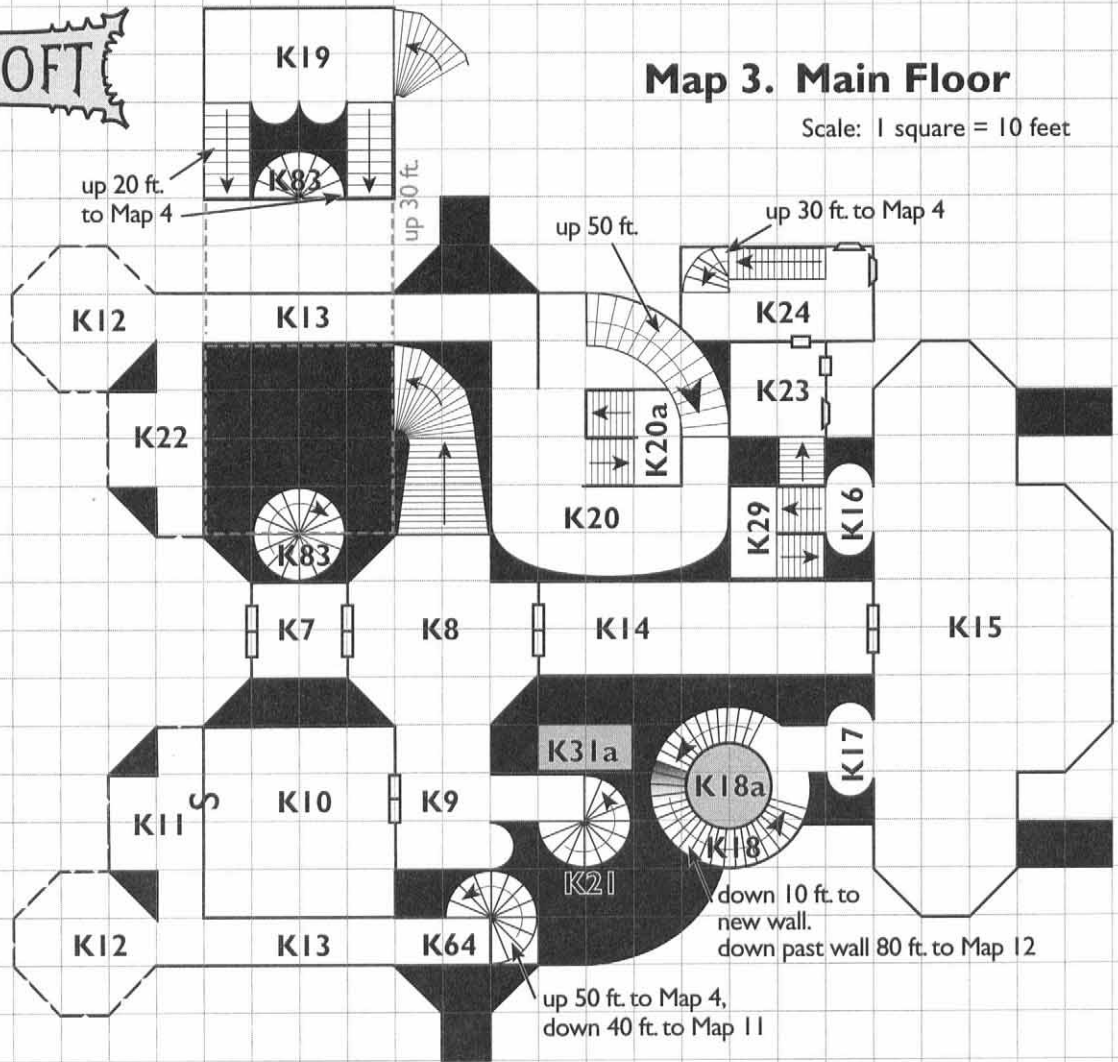 OFT
Map 3. Main Floor
Scale: 1 square = 10 feet
K19
up 20 ft.
to Map 4
K83
up 30 ft.
up 50 ft.
up 30 ft. to Map 4
K12
K13
K24
K22
K23
K20a
K20
K29
K16
K83
K7
K8
K14
K15
K31a
K17
K18a
K11
S
K10
K9
K18
K21
K12
K13
K64
down 10 ft. to
new wall.
down past wall 80 ft. to Map 12
up 50 ft. to Map 4,
down 40 ft. to Map 11